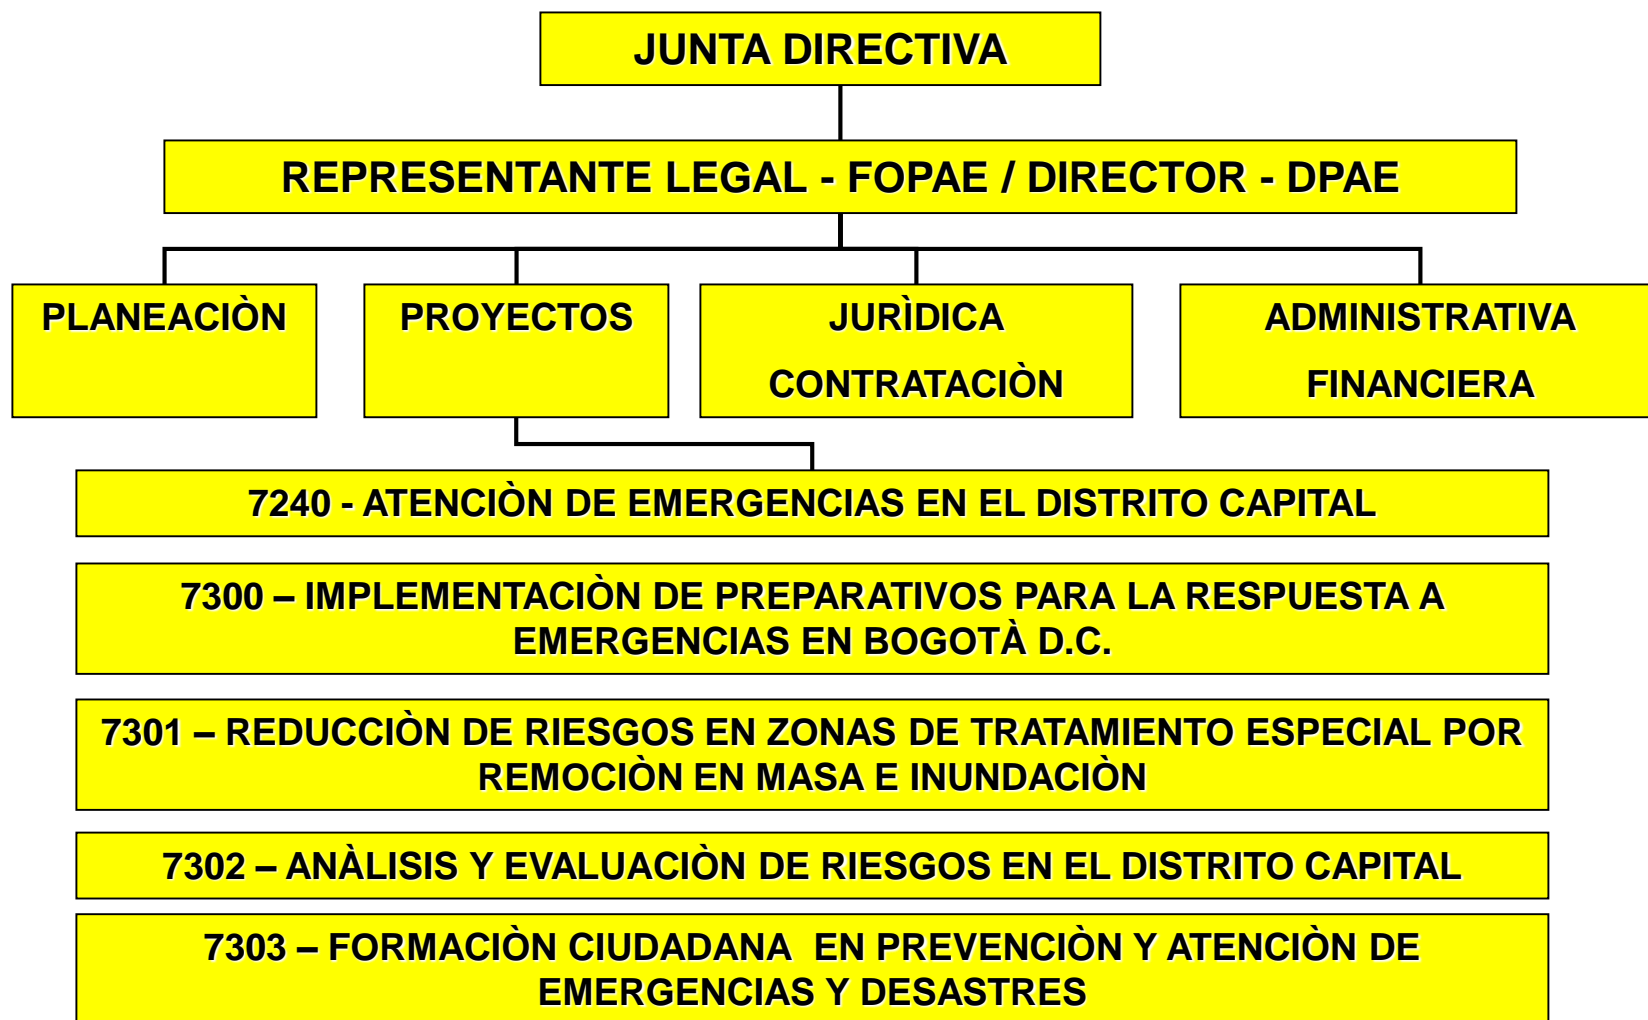 JUNTA DIRECTIVA
REPRESENTANTE LEGAL - FOPAE / DIRECTOR - DPAE
PLANEACIÒN
PROYECTOS
JURÌDICA
CONTRATACIÒN
ADMINISTRATIVA
FINANCIERA
7240 - ATENCIÒN DE EMERGENCIAS EN EL DISTRITO CAPITAL
7300 – IMPLEMENTACIÒN DE PREPARATIVOS PARA LA RESPUESTA A
EMERGENCIAS EN BOGOTÀ D.C.
7301 – REDUCCIÒN DE RIESGOS EN ZONAS DE TRATAMIENTO ESPECIAL POR
REMOCIÒN EN MASA E INUNDACIÒN
7302 – ANÀLISIS Y EVALUACIÒN DE RIESGOS EN EL DISTRITO CAPITAL
7303 – FORMACIÒN CIUDADANA EN PREVENCIÒN Y ATENCIÒN DE
EMERGENCIAS Y DESASTRES